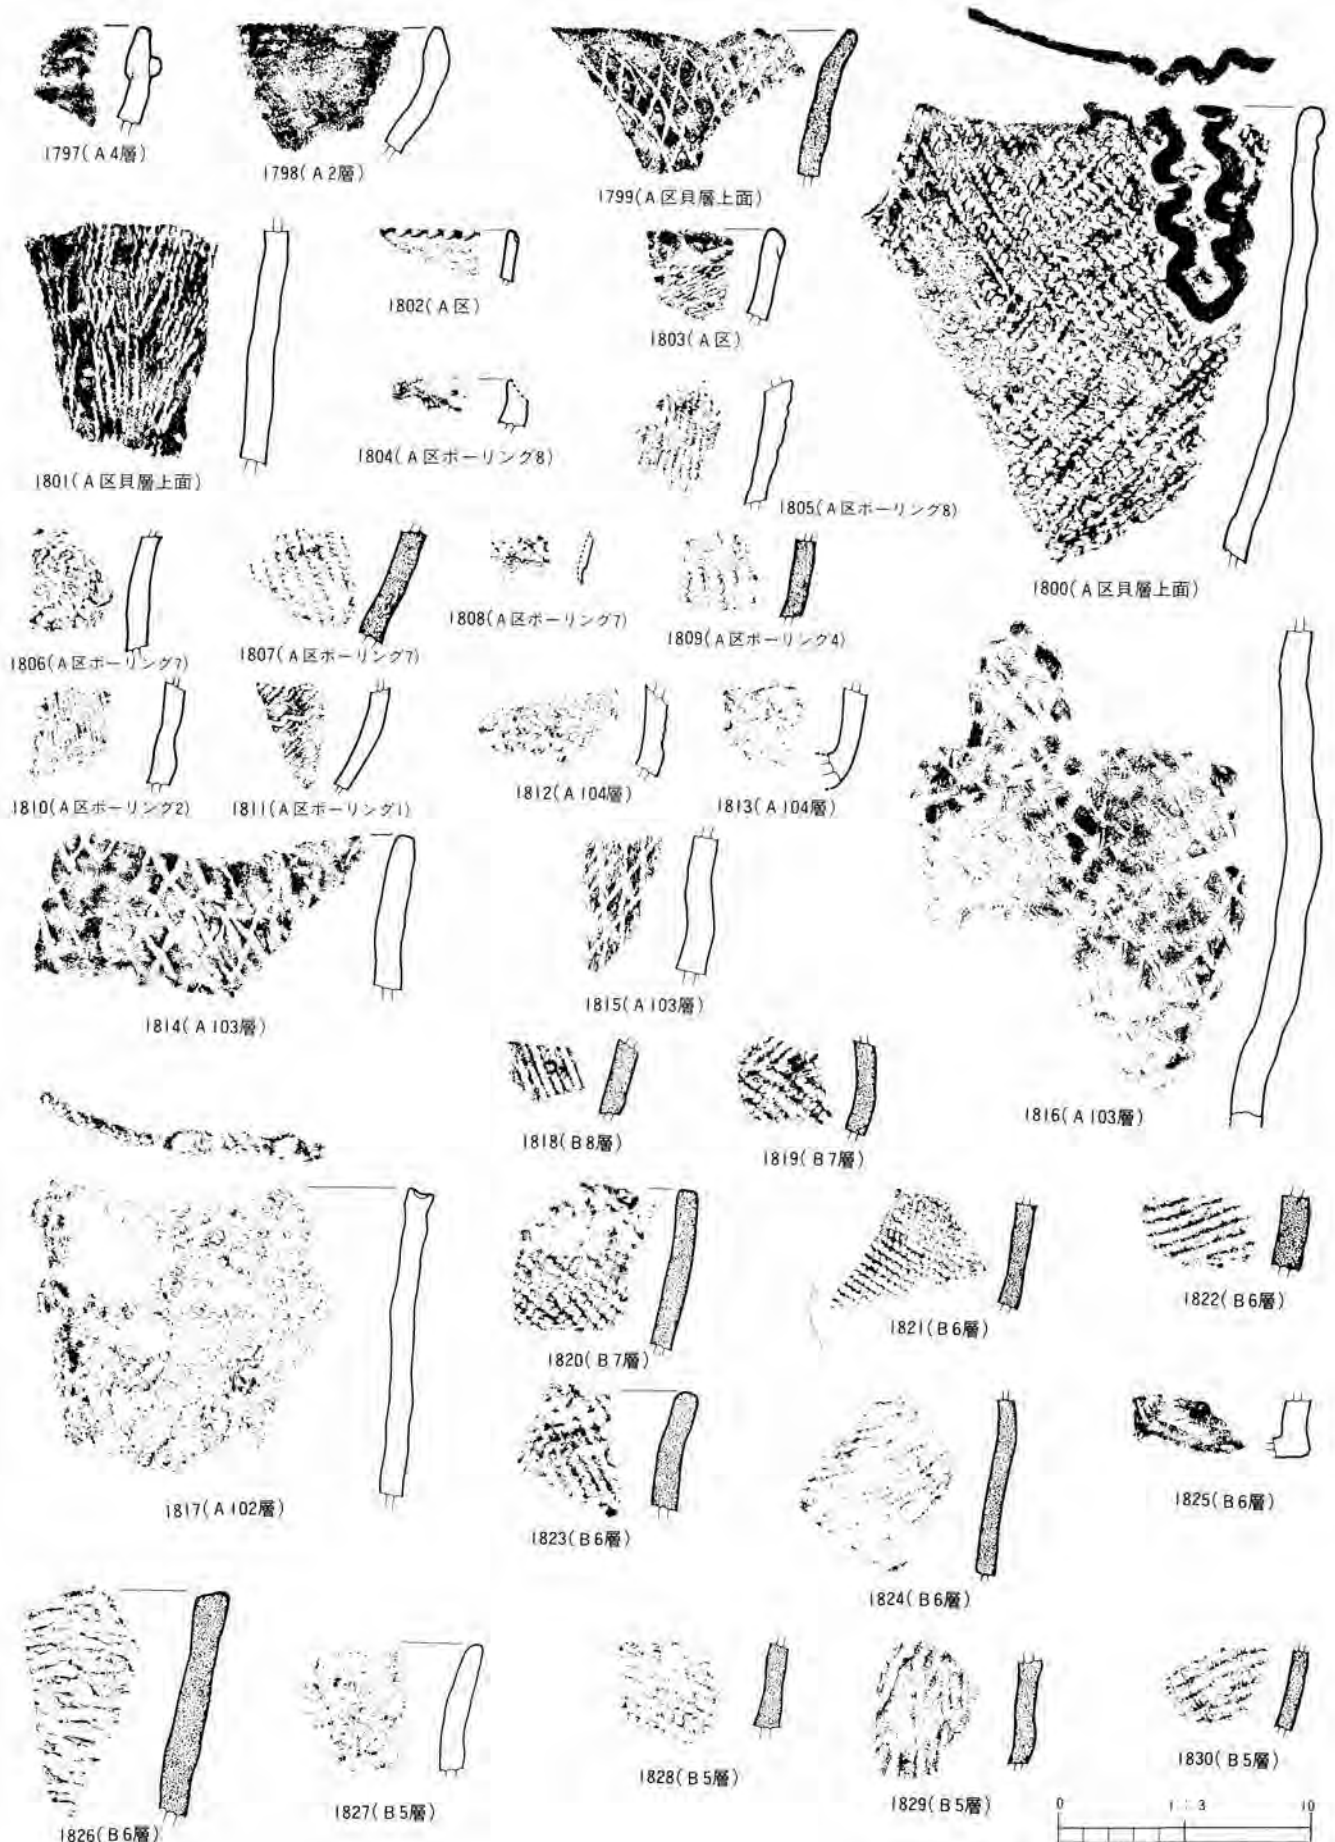 1797(A4層)
1798(A2層)
1799(A区貝層上面)
1800(A区貝層上面)
1801(A区貝層上面)
1802(A区)
1803(A区)
1804(A区ボーリング8)
1805(A区ボーリング8)
1806(A区ボーリング7)
1807(A区ボーリング7)
1808(A区ボーリング7)
1809(A区ボーリング4)
1810(A区ボーリング2)
1811(A区ボーリング1)
1812(A104層)
1813(A104層)
1814(A103層)
1815(A103層)
1816(A103層)
1818(B8層)
1819(B7層)
1817(A102層)
1820(B7層)
1821(B6層)
1822(B6層)
1823(B6層)
1824(B6層)
1825(B6層)
1826(B6層)
1827(B5層)
1828(B5層)
1829(B5層)
1830(B5層)
0 1:3 10